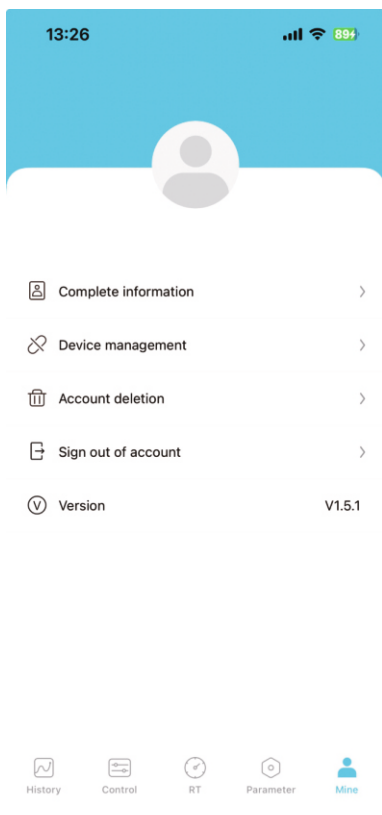 13:26
89
Complete information
Device management
Account deletion
Sign out of account
V Version V1.5.1
History Control RT Parameter Mine